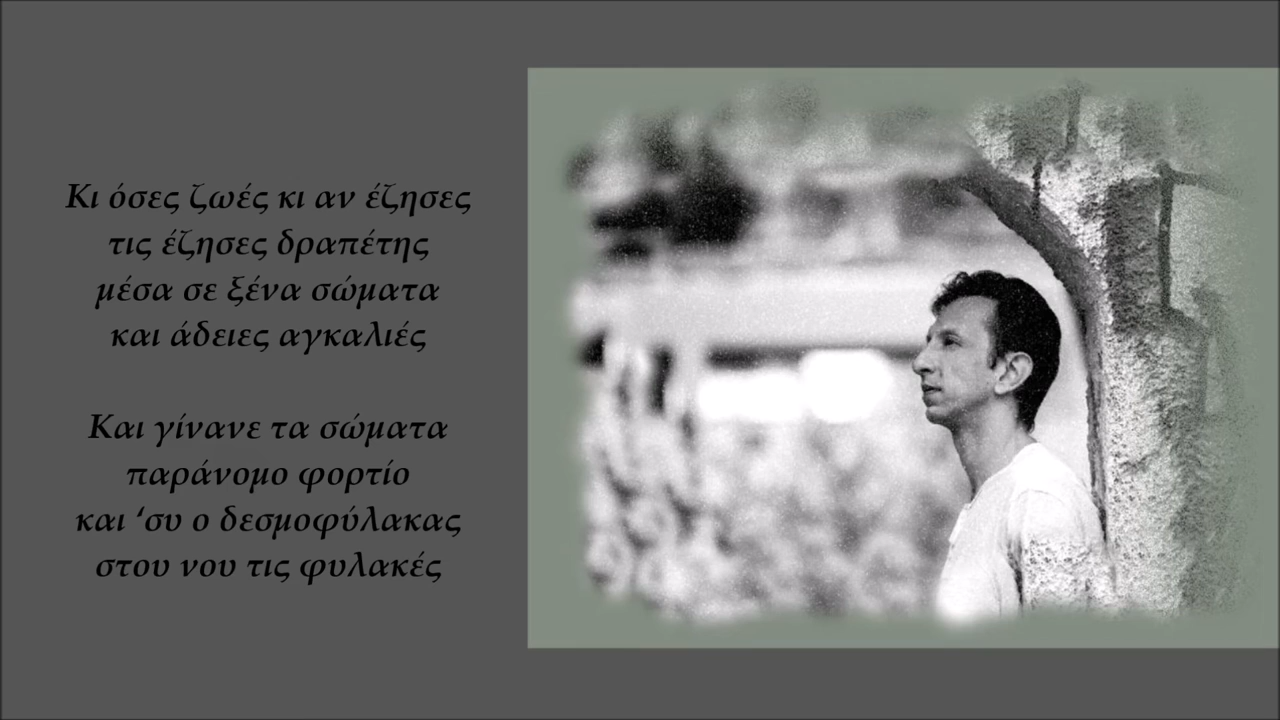 Κι όσες ζωές κι αν έζησες
τις έζησες δραπέτης
μέσα σε ξένα σώματα
και άδειες αγκαλιές
Και γίνανε τα σώματα
παράνομο φορτίο
και ‘συ ο δεσμοφύλακας
στου νου τις φυλακές